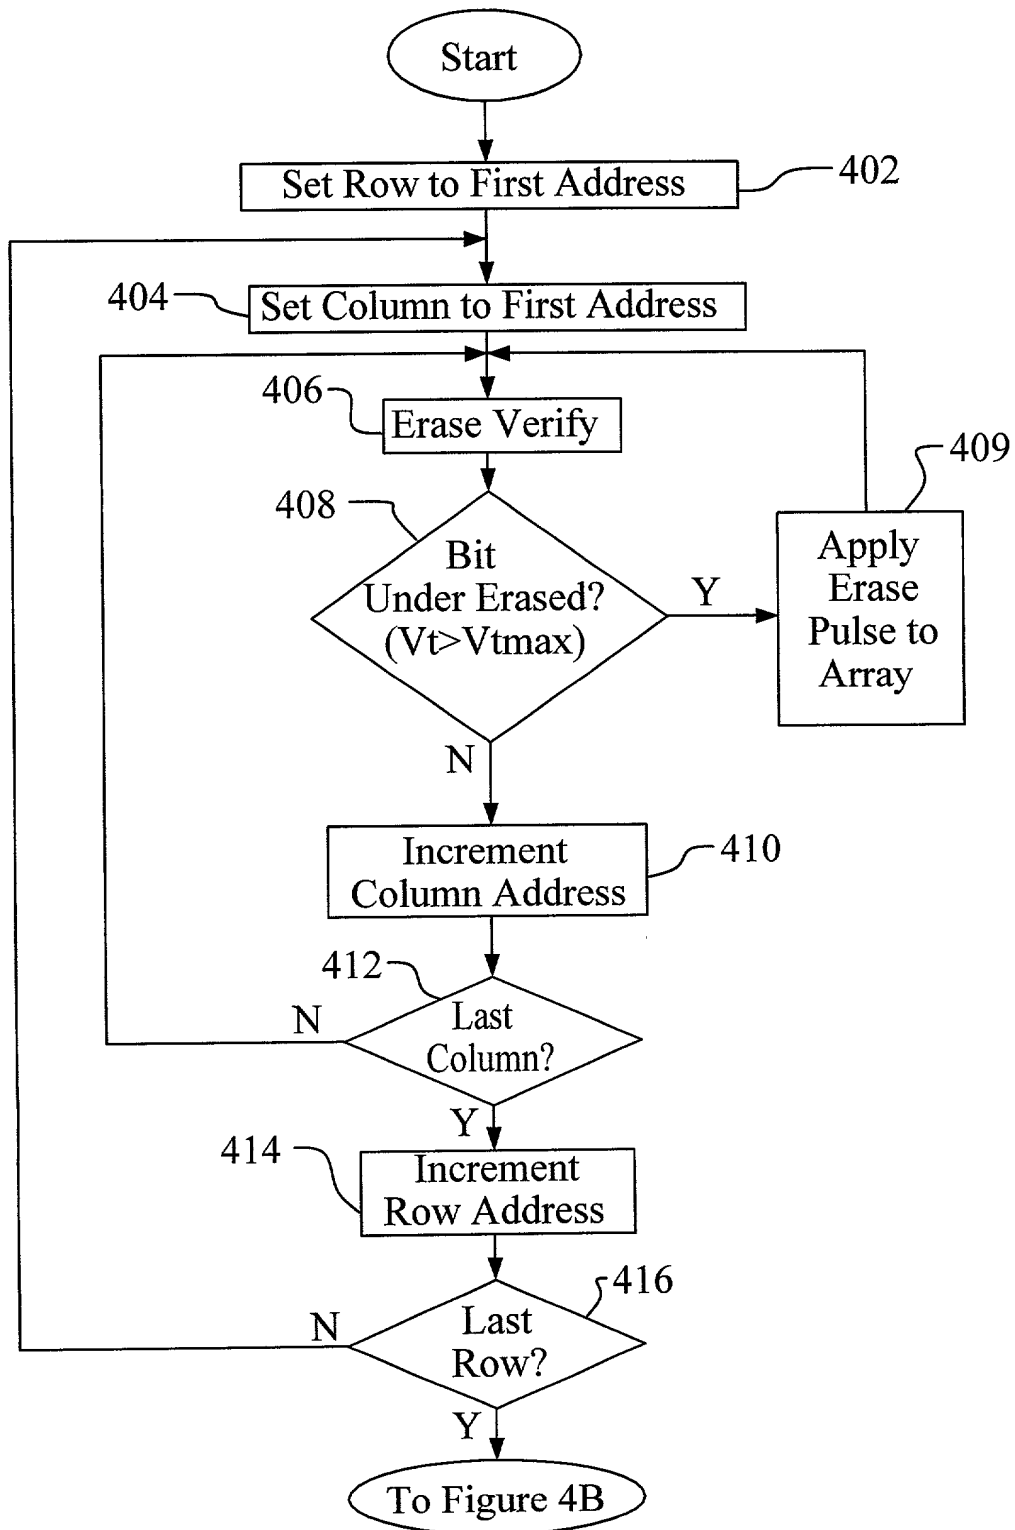 Start
Set Row to First Address
402
404
Set Column to First Address
406
Erase Verify
409
408
Bit
Under Erased?
(Vt>Vtmax)
Y
Apply
Erase
Pulse to
Array
N
Increment
Column Address
410
412
Last
Column?
N
Y
414
Increment
Row Address
416
Last
Row?
N
Y
To Figure 4B